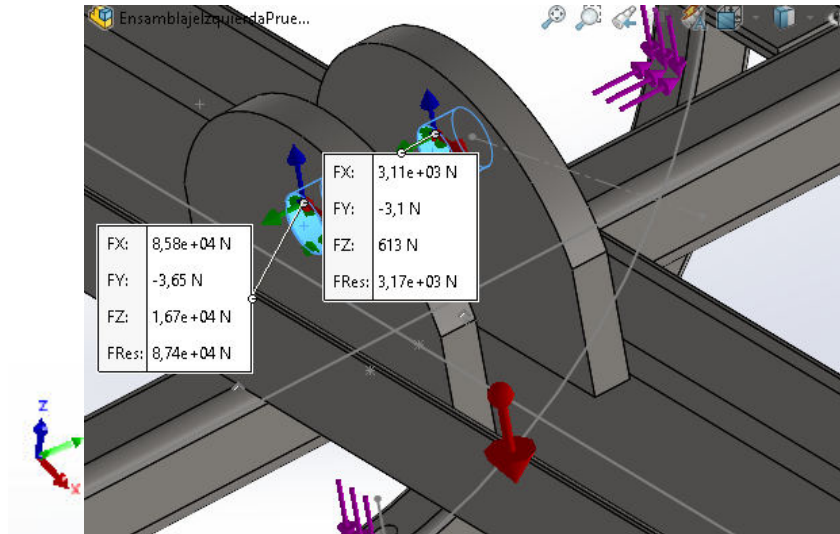 EnsamblajeIzquierdaPrue...
FX: 3,11e+03 N
FY: -3,1 N
FZ: 613 N
FRes: 3,17e+03 N
FX: 8,58e+04 N
FY: -3,65 N
FZ: 1,67e+04 N
FRes: 8,74e+04 N
Z
X